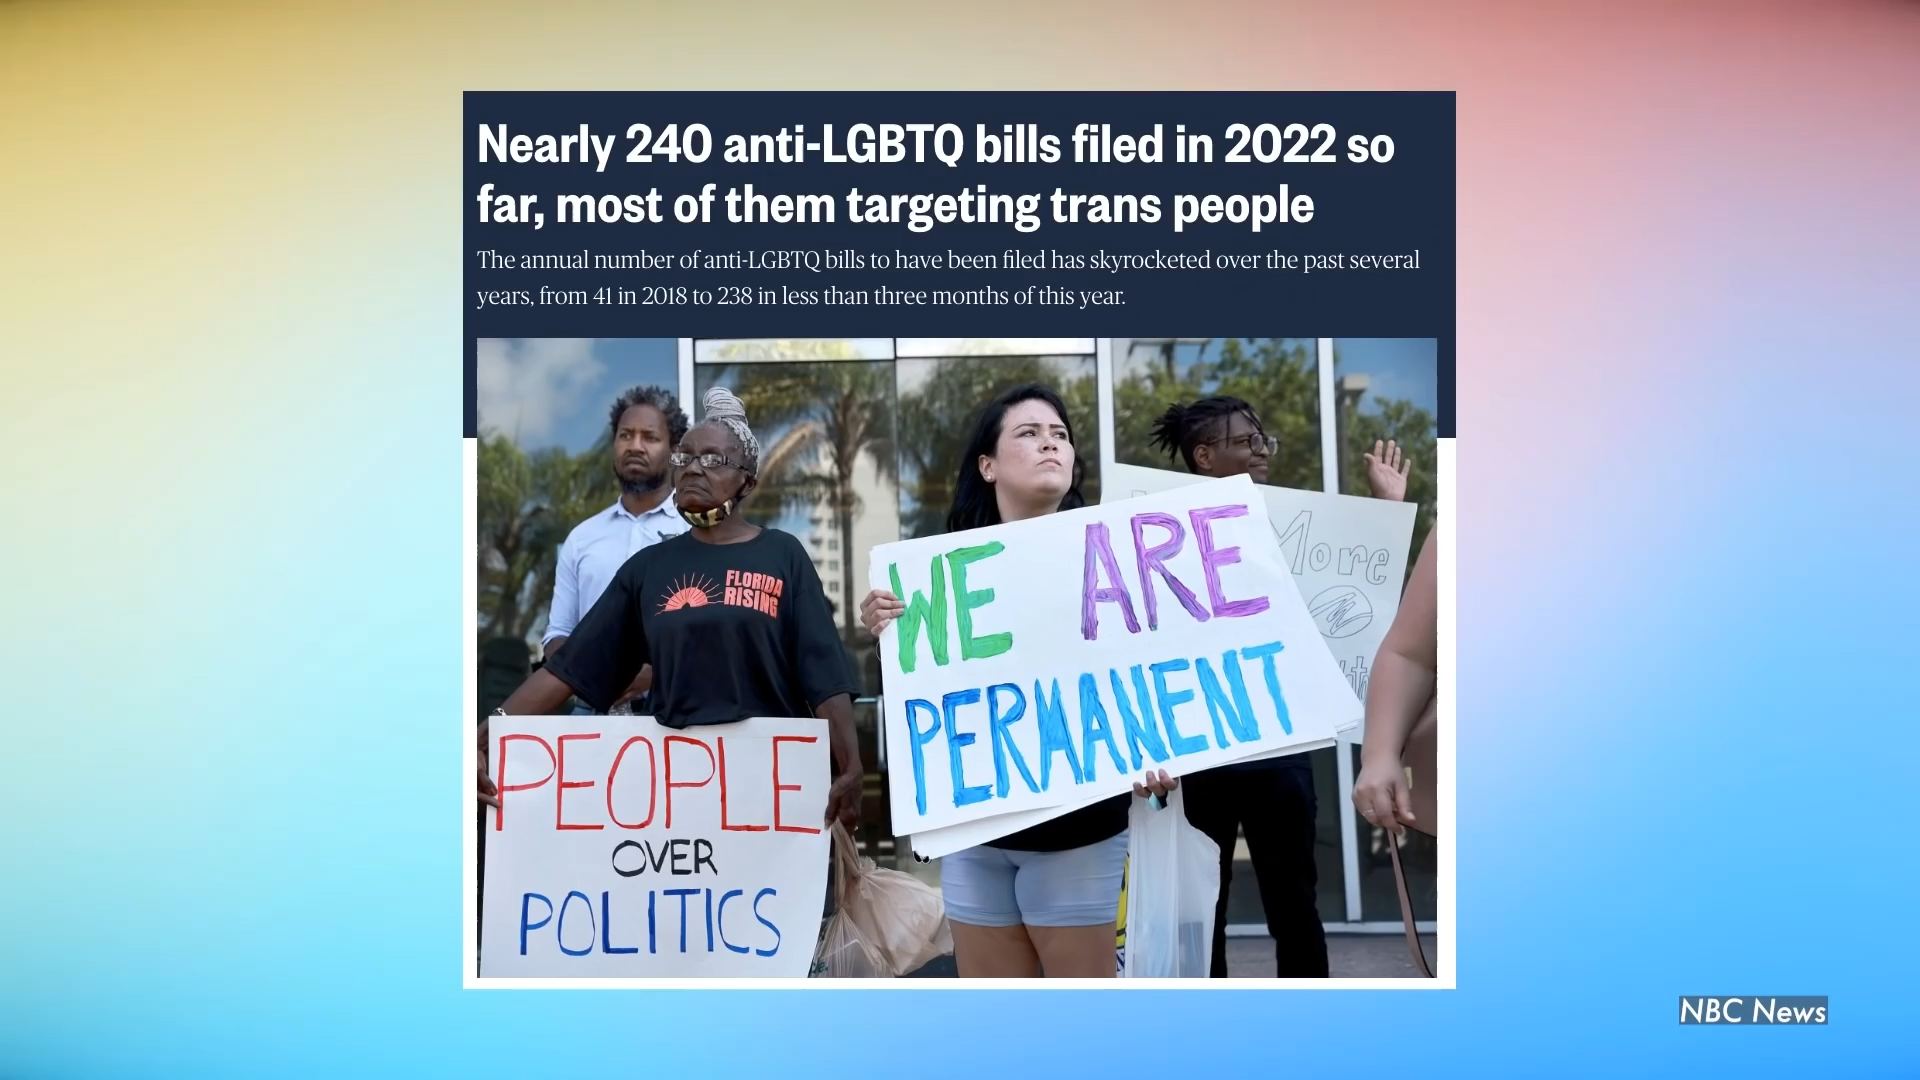 Nearly 240 anti-LGBTQ bills filed in 2022 so
far, most of them targeting trans people
The annual number of anti-LGBTQ bills to have been filed has skyrocketed over the past several
years, from 41 in 2018 to 238 in less than three months of this year.
FLORIDA
RISING
PEOPLE
OVER
POLITICS
WE ARE
PERMANENT
More
NBC News